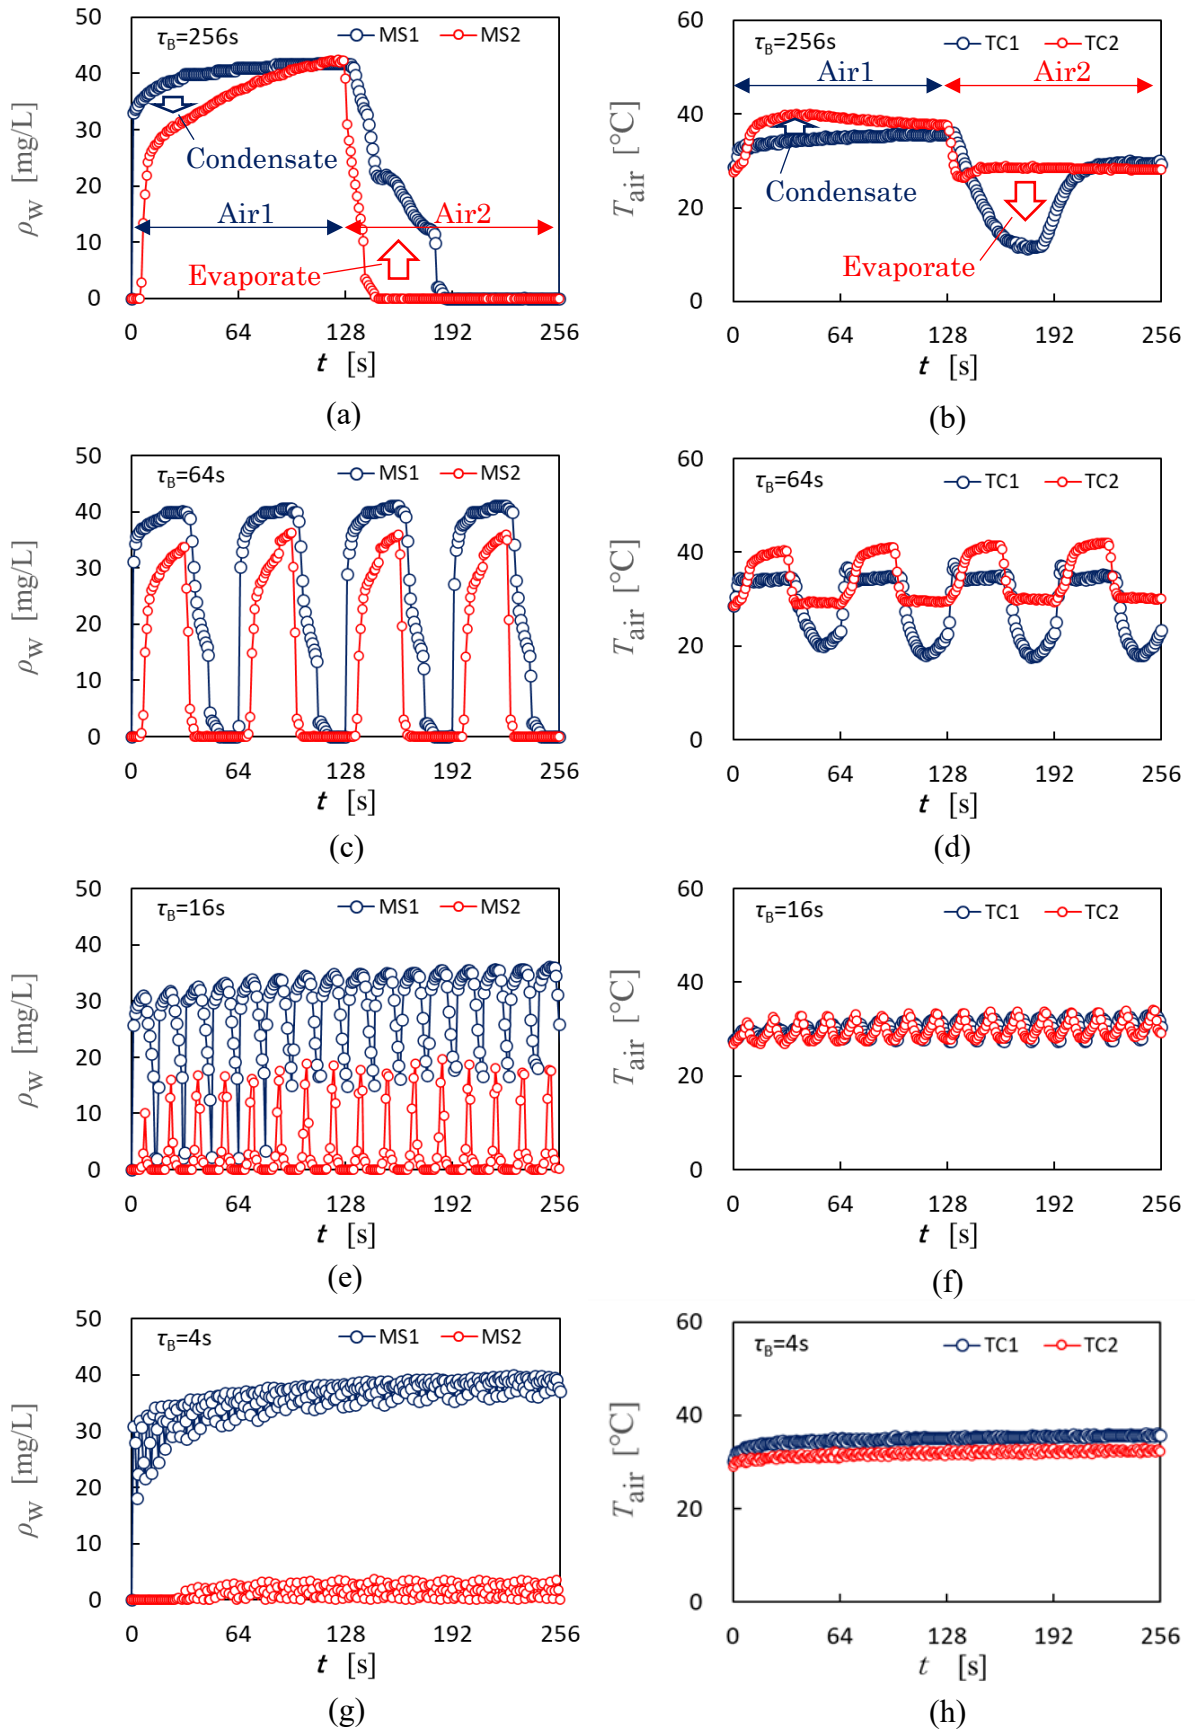 τB=256s MS1 MS2
50
40
30
20
10
0
ρw [mg/L]
Condensate
Air1 Air2
Evaporate
0 64 128 192 256
t [s]
(a)
τB=256s TC1 TC2
60
40
20
0
Tair [°C]
Air1 Air2
Condensate
Evaporate
0 64 128 192 256
t [s]
(b)
τB=64s MS1 MS2
50
40
30
20
10
0
ρw [mg/L]
0 64 128 192 256
t [s]
(c)
τB=64s TC1 TC2
60
40
20
0
Tair [°C]
0 64 128 192 256
t [s]
(d)
τB=16s MS1 MS2
50
40
30
20
10
0
ρw [mg/L]
0 64 128 192 256
t [s]
(e)
τB=16s TC1 TC2
60
40
20
0
Tair [°C]
0 64 128 192 256
t [s]
(f)
τB=4s MS1 MS2
50
40
30
20
10
0
ρw [mg/L]
0 64 128 192 256
t [s]
(g)
τB=4s TC1 TC2
60
40
20
0
Tair [°C]
0 64 128 192 256
t [s]
(h)